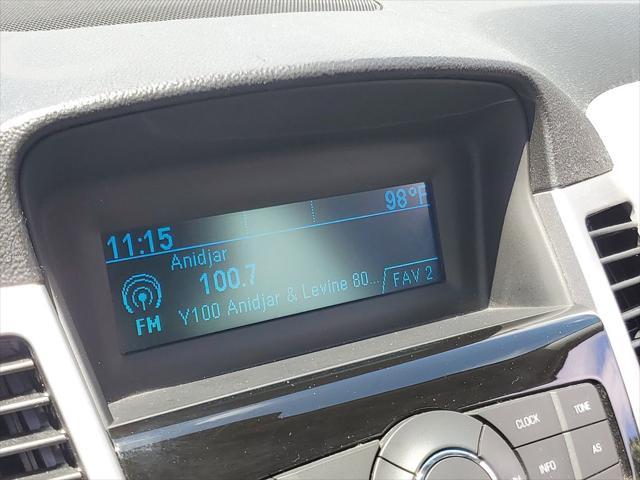 11:15 98°F
Anidjar
100.7
FM Y100 Anidjar & Levine 80... FAV 2
CLOCK TONE
INFO AS